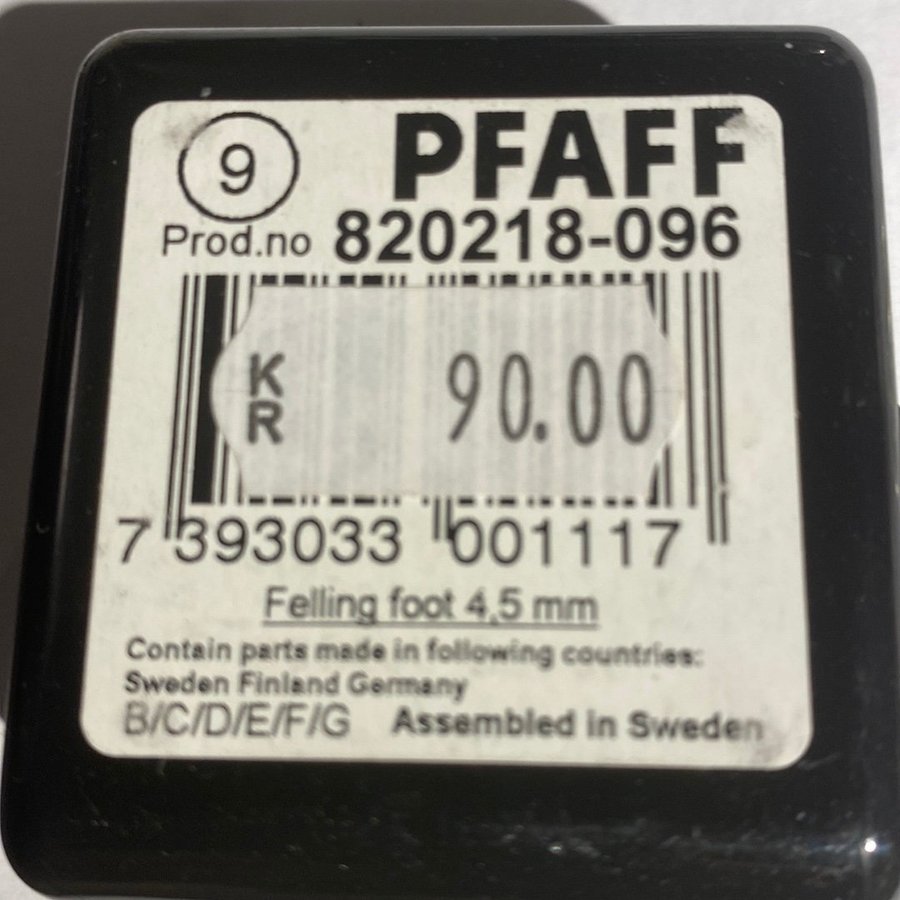 9 PFAFF
Prod.no 820218-096
KR 90.00
7 393033 001117
Felling foot 4,5 mm
Contain parts made in following countries:
Sweden Finland Germany
B/C/D/E/F/G Assembled in Sweden